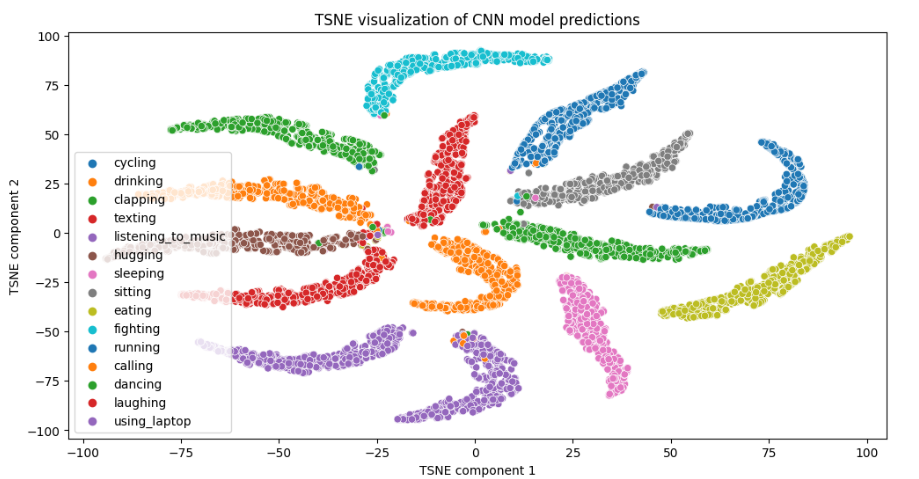 TSNE visualization of CNN model predictions
TSNE component 2
100
75
50
25
0
−25
−50
−75
−100
cycling
drinking
clapping
texting
listening_to_music
hugging
sleeping
sitting
eating
fighting
running
calling
dancing
laughing
using_laptop
−100
−75
−50
−25
0
25
50
75
100
TSNE component 1